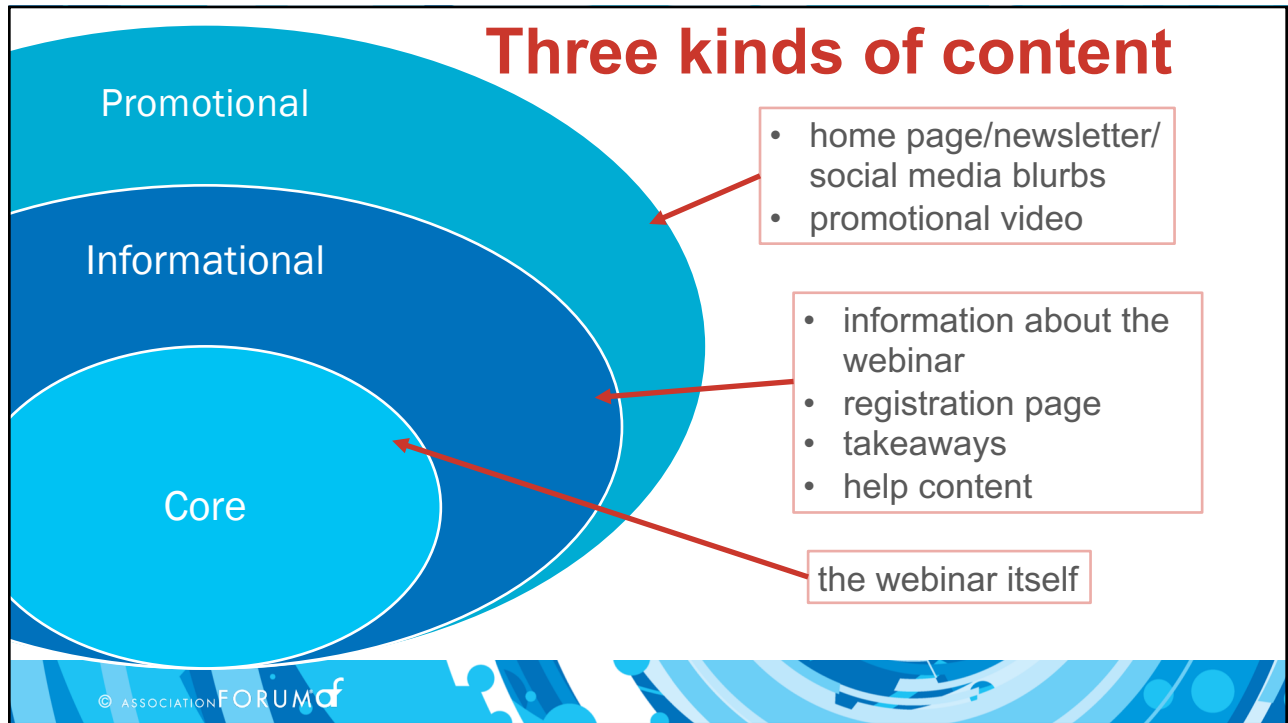 Three kinds of content
Promotional
• home page/newsletter/
social media blurbs
• promotional video
Informational
• information about the
webinar
• registration page
• takeaways
• help content
Core
the webinar itself
© ASSOCIATION FORUM af